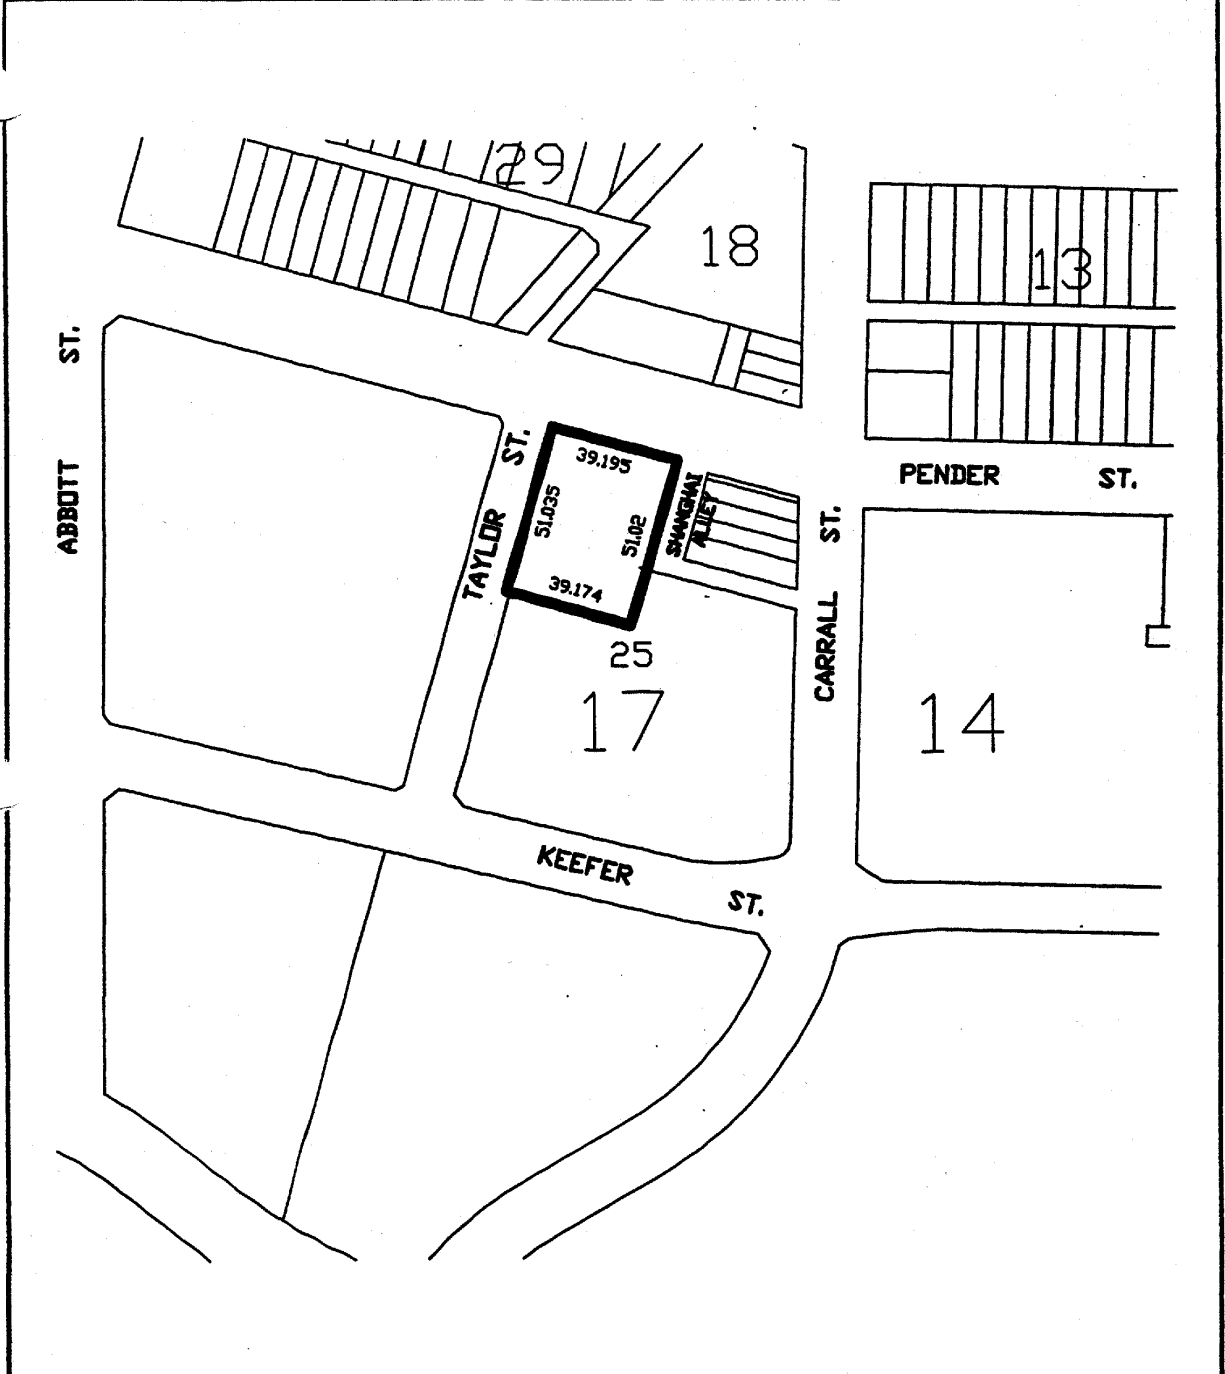 29
18
13
ABBOTT ST.
TAYLOR ST.
39.195
51.035
51.02
39.174
SHANGHAI
ALLEY
PENDER ST.
CARRALL ST.
25
17
14
KEEFER ST.